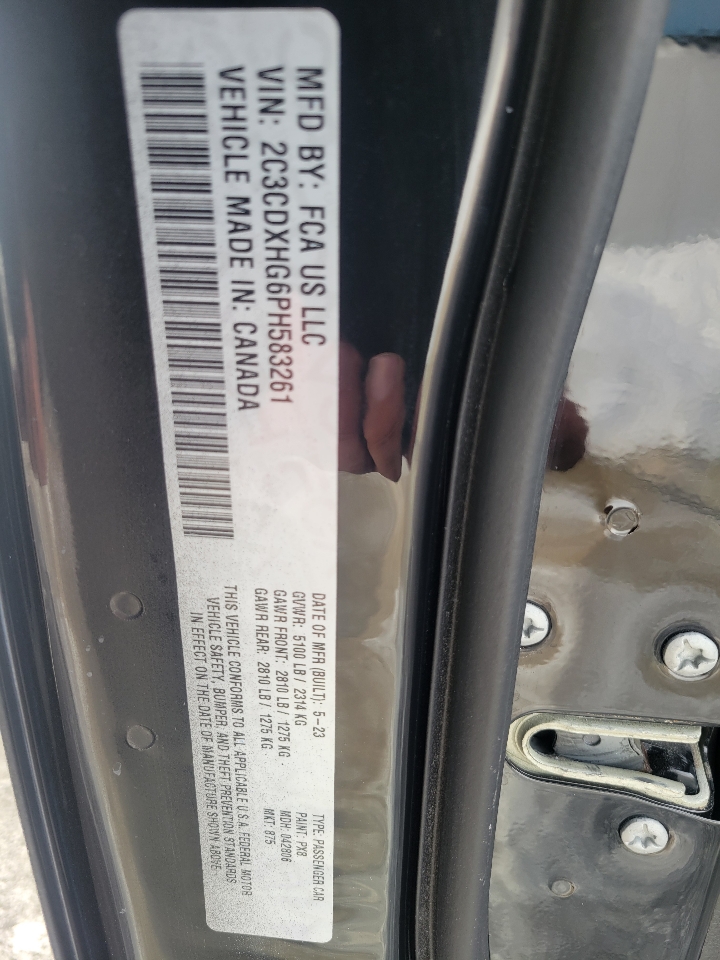 MFD BY: FCA US LLC
VIN: 2C3CDXHG6PH583261
VEHICLE MADE IN: CANADA
DATE OF MFR (BUILT): 5-23
GVWR: 5100 LB / 2314 KG
GAWR FRONT: 2810 LB / 1275 KG
GAWR REAR: 2810 LB / 1275 KG
TYPE: PASSENGER CAR
PAINT: PX8
MDH: 042806
MKT: 875
THIS VEHICLE CONFORMS TO ALL APPLICABLE U.S.A. FEDERAL MOTOR
VEHICLE SAFETY, BUMPER, AND THEFT PREVENTION STANDARDS
IN EFFECT ON THE DATE OF MANUFACTURE SHOWN ABOVE.